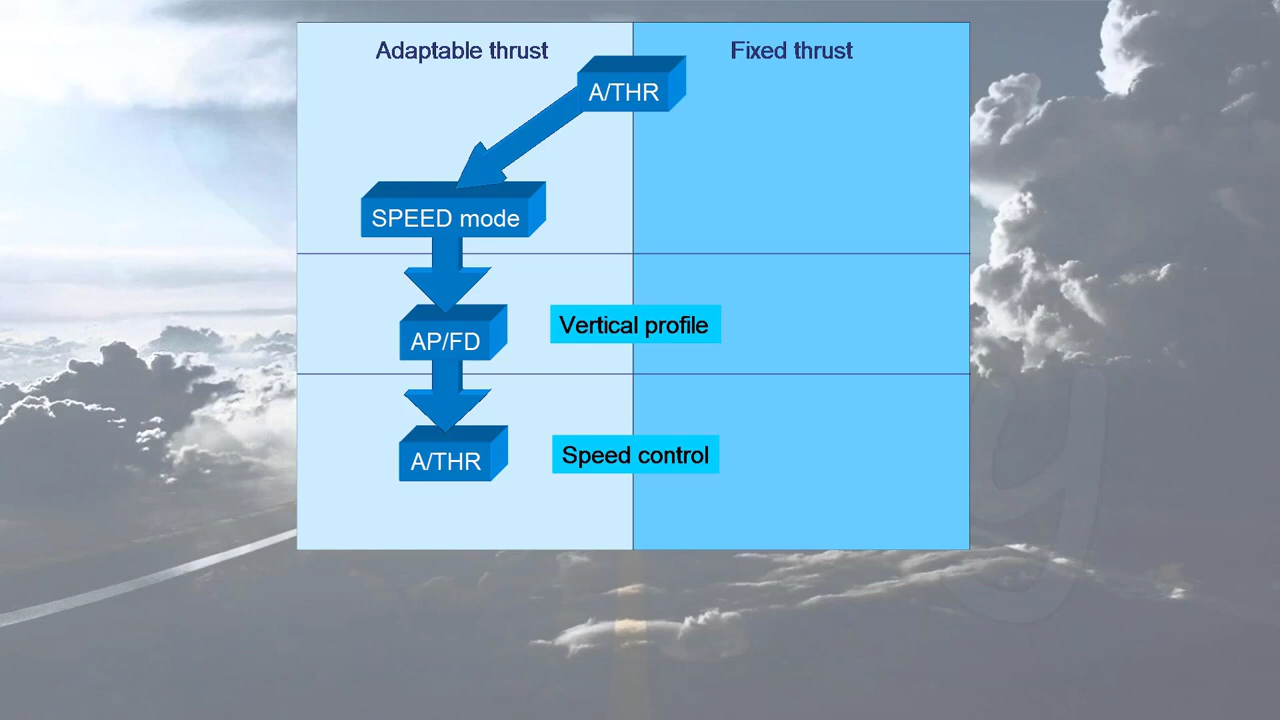 Adaptable thrust
Fixed thrust
A/THR
SPEED mode
AP/FD
Vertical profile
A/THR
Speed control